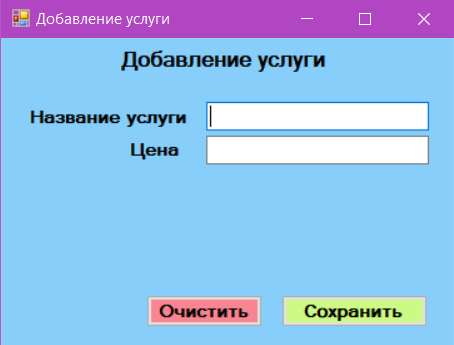 Добавление услуги
Добавление услуги
Название услуги
Цена
Очистить Сохранить